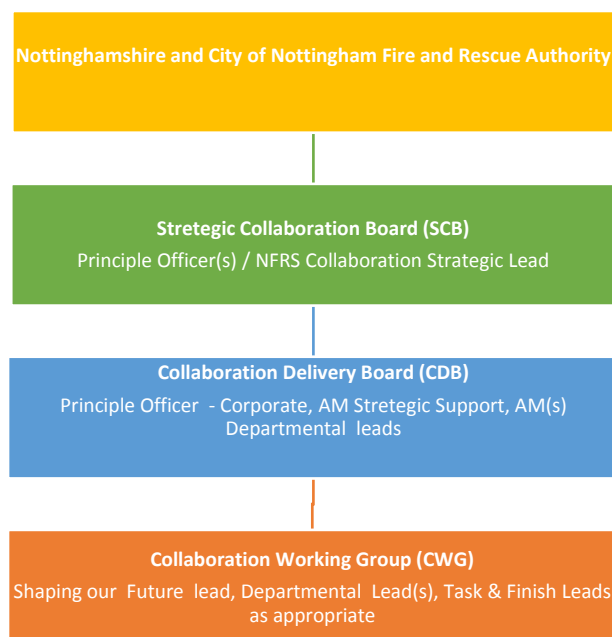 Nottinghamshire and City of Nottingham Fire and Rescue Authority
Stretegic Collaboration Board (SCB)
Principle Officer(s) / NFRS Collaboration Strategic Lead
Collaboration Delivery Board (CDB)
Principle Officer - Corporate, AM Stretegic Support, AM(s)
Departmental leads
Collaboration Working Group (CWG)
Shaping our Future lead, Departmental Lead(s), Task & Finish Leads
as appropriate